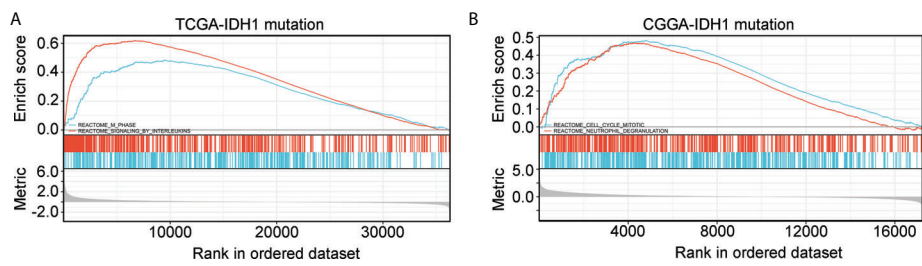 A
TCGA-IDH1 mutation
Enrich score
0.6
0.4
0.2
0.0
REACTOME_M_PHASE
REACTOME_SIGNALING_BY_INTERLEUKINS
Metric
6.0
2.0
-2.0
10000 20000 30000
Rank in ordered dataset
B
CGGA-IDH1 mutation
Enrich score
0.5
0.4
0.3
0.2
0.1
0.0
REACTOME_CELL_CYCLE_MITOTIC
REACTOME_NEUTROPHIL_DEGRANULATION
Metric
5.0
0.0
4000 8000 12000 16000
Rank in ordered dataset